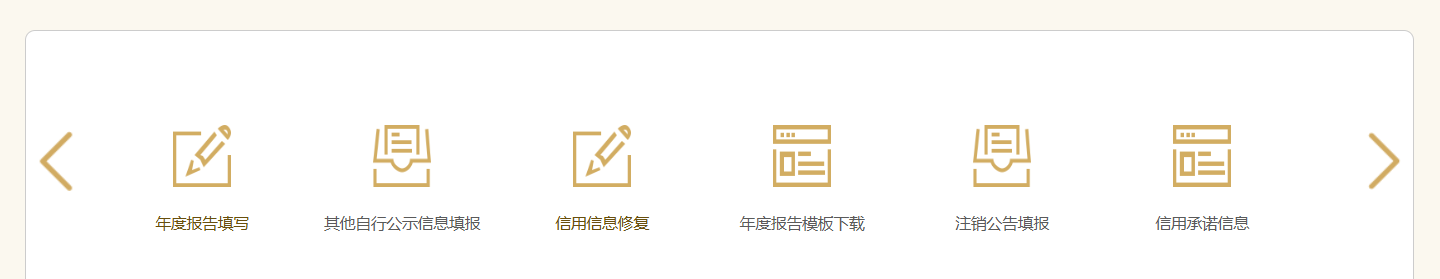 年度报告填写
其他自行公示信息填报
信用信息修复
年度报告模板下载
注销公告填报
信用承诺信息